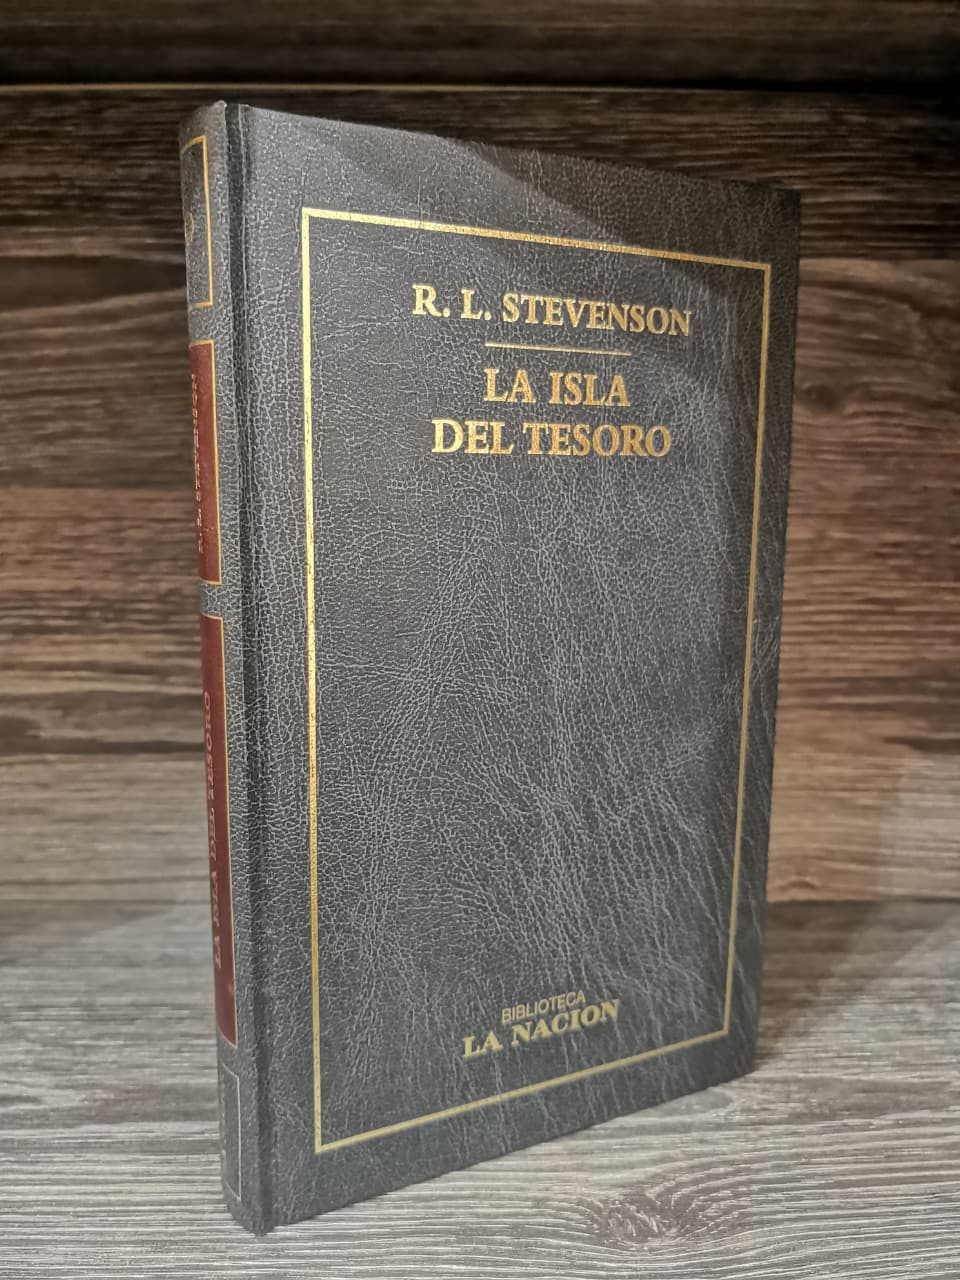 R. L. STEVENSON
LA ISLA
DEL TESORO
BIBLIOTECA
LA NACION
R. L. STEVENSON
LA ISLA DEL TESORO